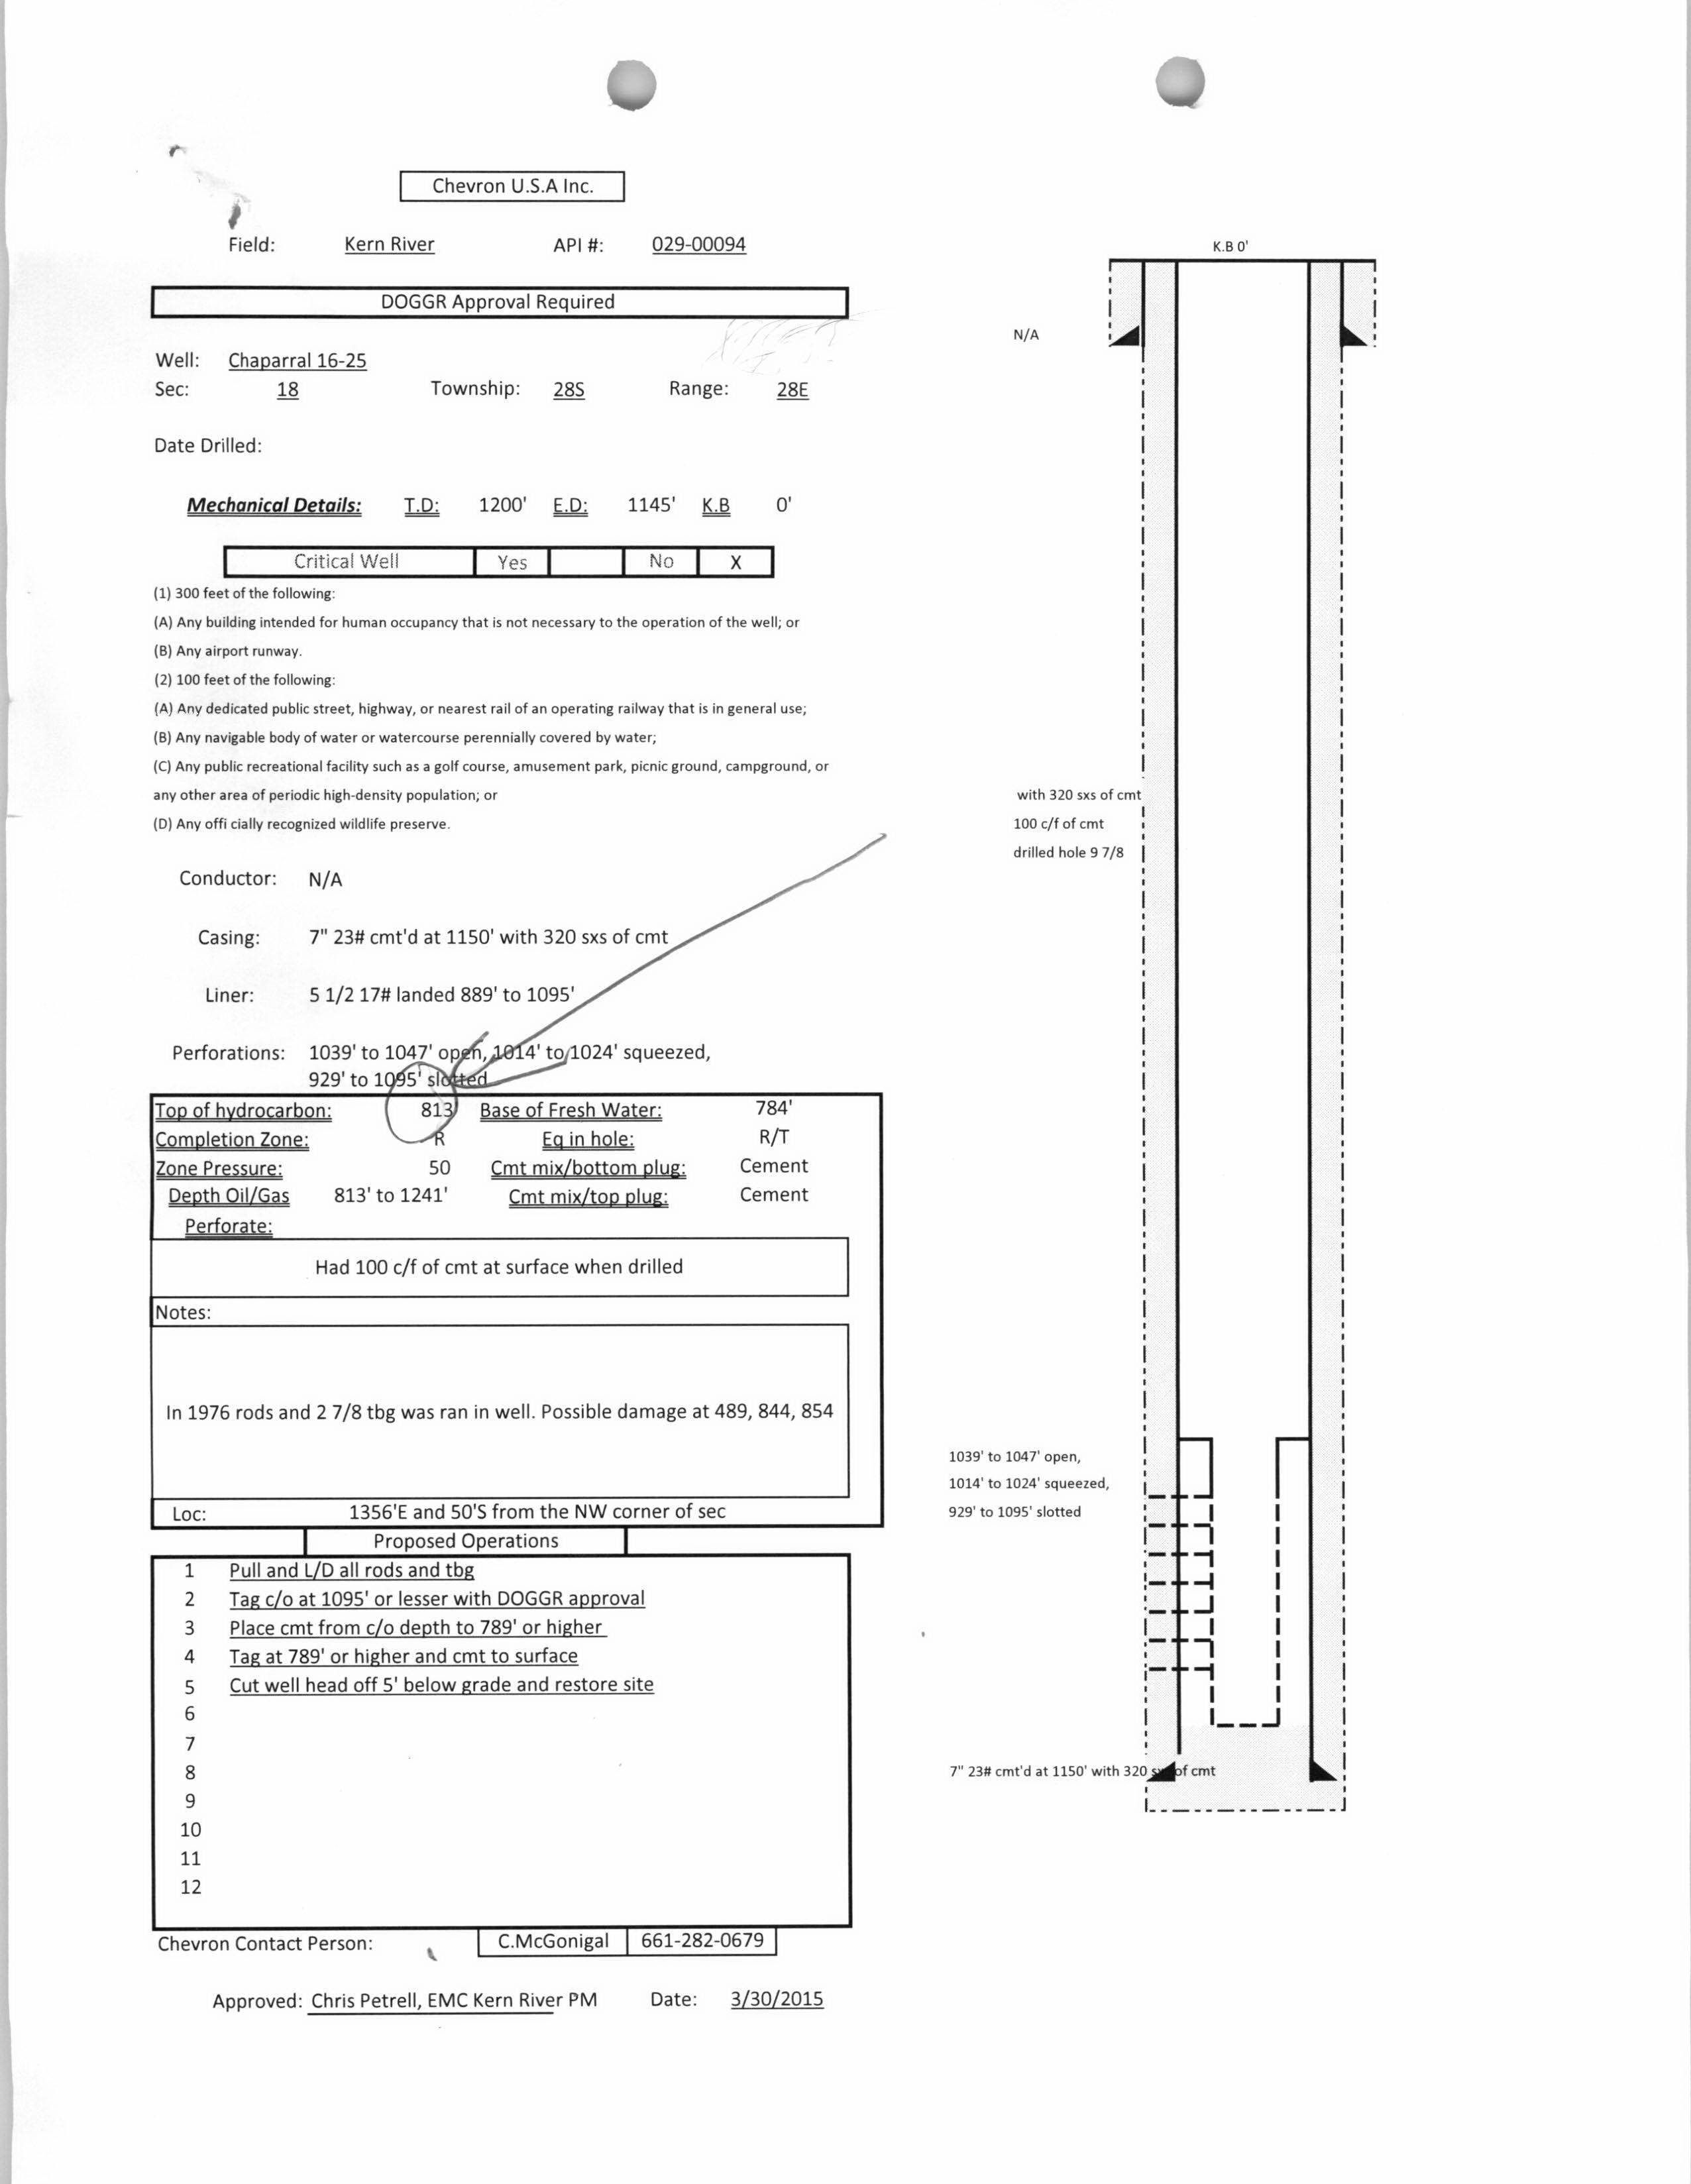 Chevron U.S.A Inc.
Field: Kern River API #: 029-00094
DOGGR Approval Required
Well: Chaparral 16-25
Sec: 18 Township: 28S Range: 28E
Date Drilled:
Mechanical Details: T.D: 1200' E.D: 1145' K.B 0'
Critical Well Yes No X
(1) 300 feet of the following:
(A) Any building intended for human occupancy that is not necessary to the operation of the well; or
(B) Any airport runway.
(2) 100 feet of the following:
(A) Any dedicated public street, highway, or nearest rail of an operating railway that is in general use;
(B) Any navigable body of water or watercourse perennially covered by water;
(C) Any public recreational facility such as a golf course, amusement park, picnic ground, campground, or
any other area of periodic high-density population; or
(D) Any offi cially recognized wildlife preserve.
Conductor: N/A
Casing: 7" 23# cmt'd at 1150' with 320 sxs of cmt
Liner: 5 1/2 17# landed 889' to 1095'
Perforations: 1039' to 1047' open, 1014' to 1024' squeezed,
929' to 1095' slotted
Top of hydrocarbon: 813 Base of Fresh Water: 784'
Completion Zone: R Eq in hole: R/T
Zone Pressure: 50 Cmt mix/bottom plug: Cement
Depth Oil/Gas 813' to 1241' Cmt mix/top plug: Cement
Perforate:
Had 100 c/f of cmt at surface when drilled
Notes:
In 1976 rods and 2 7/8 tbg was ran in well. Possible damage at 489, 844, 854
Loc: 1356'E and 50'S from the NW corner of sec
Proposed Operations
1 Pull and L/D all rods and tbg
2 Tag c/o at 1095' or lesser with DOGGR approval
3 Place cmt from c/o depth to 789' or higher
4 Tag at 789' or higher and cmt to surface
5 Cut well head off 5' below grade and restore site
6
7
8
9
10
11
12
Chevron Contact Person: C.McGonigal 661-282-0679
Approved: Chris Petrell, EMC Kern River PM Date: 3/30/2015
K.B 0'
N/A
with 320 sxs of cmt
100 c/f of cmt
drilled hole 9 7/8
1039' to 1047' open,
1014' to 1024' squeezed,
929' to 1095' slotted
7" 23# cmt'd at 1150' with 320 sxs of cmt